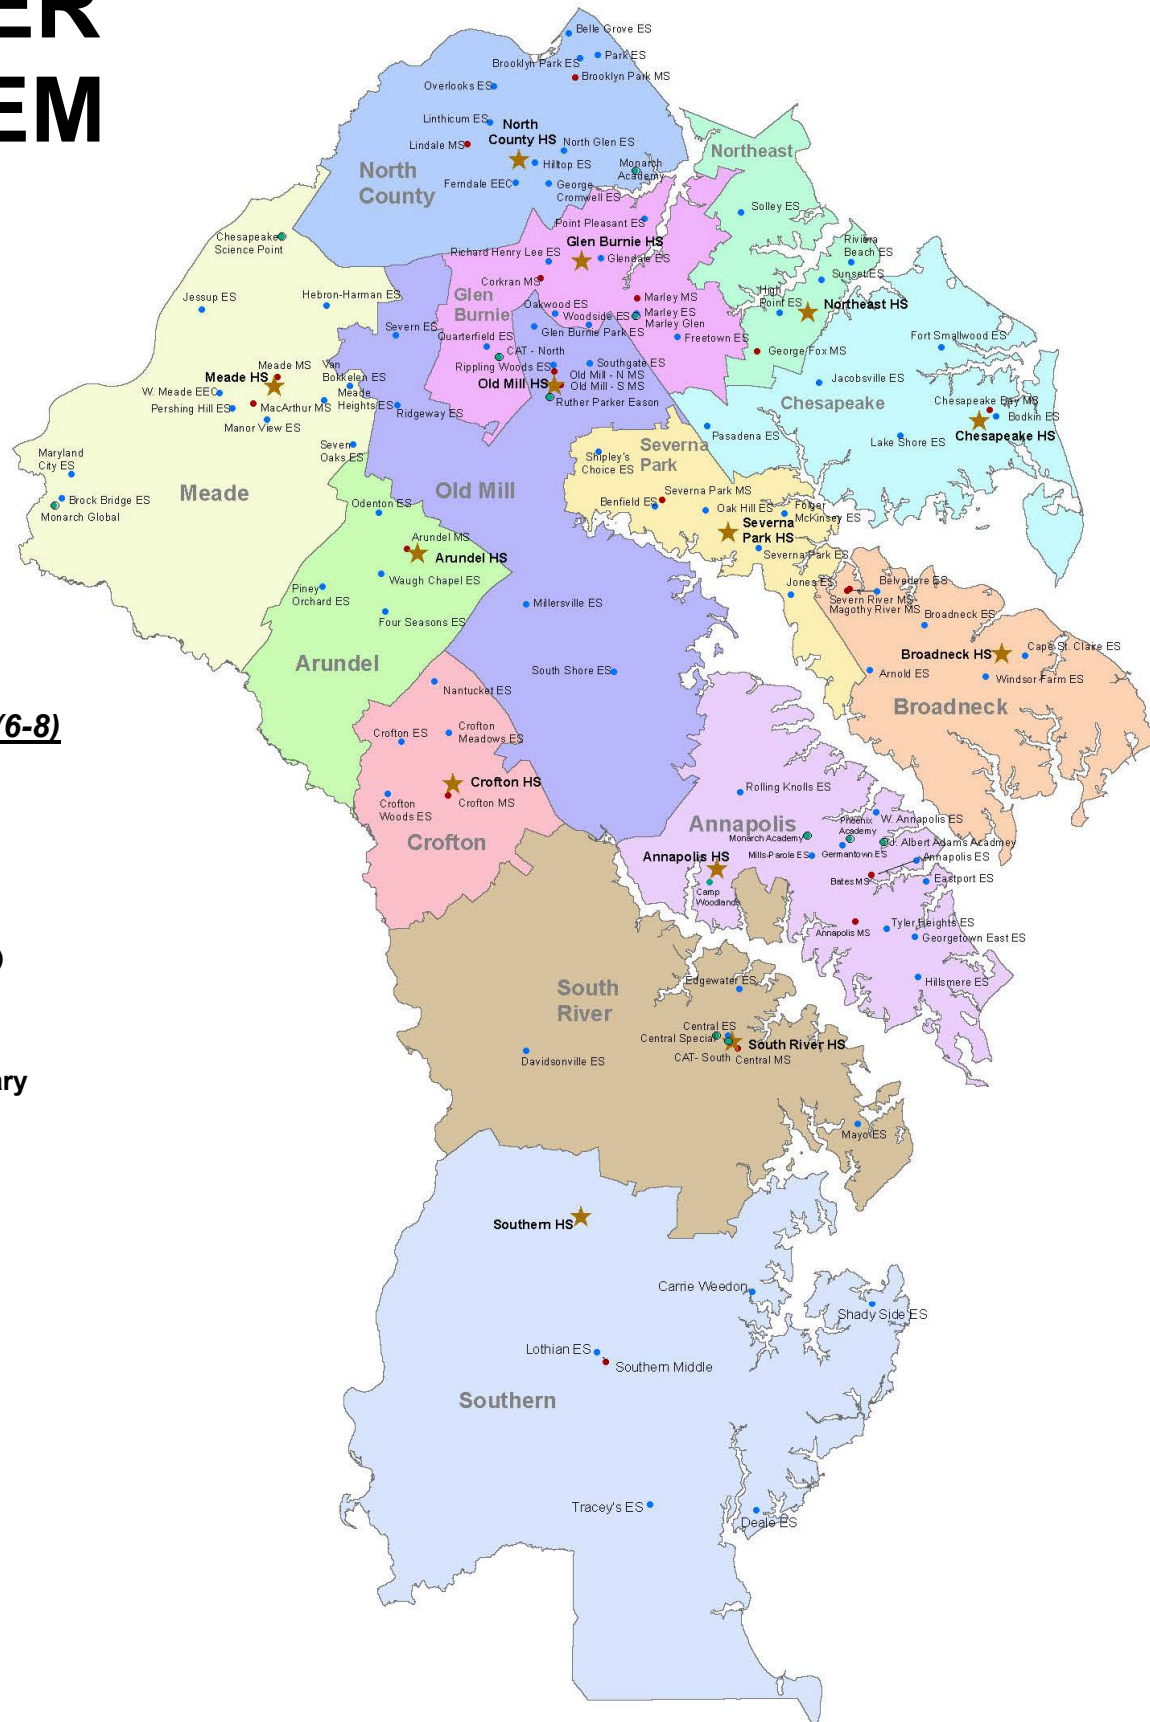 ER
EM
(6-8)
)
ary
Belle Grove ES
Park ES
Brooklyn Park ES
Brooklyn Park MS
Overlooks ES
Linthicum ES
North
County HS
Lindale MS
North Glen ES
Hilltop ES
Monarch
Academy
North
County
Ferndale EEC
George
Cromwell ES
Northeast
Solley ES
Point Pleasant ES
Glen Burnie HS
Riviera
Beach ES
Chesapeake
Science Point
Richard Henry Lee ES
Glendale ES
Sunset ES
Corkran MS
High
Point ES
Northeast HS
Jessup ES
Hebron-Harman ES
Glen
Burnie
Marley MS
Oakwood ES
Woodside ES
Marley ES
Marley Glen
Severn ES
Glen Burnie Park ES
Quarterfield ES
Freetown ES
Fort Smallwood ES
CAT - North
George Fox MS
Meade MS
Van
Bokkelen ES
Rippling Woods ES
Southgate ES
Meade HS
Old Mill - N MS
Old Mill HS
Old Mill - S MS
Jacobsville ES
W. Meade EEC
Meade
Heights ES
Ruther Parker Eason
Chesapeake
Chesapeake Bay MS
Pershing Hill ES
MacArthur MS
Ridgeway ES
Bodkin ES
Manor View ES
Pasadena ES
Chesapeake HS
Lake Shore ES
Seven
Oaks ES
Severna
Park
Maryland
City ES
Shipley's
Choice ES
Meade
Old Mill
Brock Bridge ES
Monarch Global
Severna Park MS
Benfield ES
Oak Hill ES
Folger
McKinsey ES
Odenton ES
Severna
Park HS
Arundel MS
Arundel HS
Severna Park ES
Waugh Chapel ES
Jones ES
Belvedere ES
Piney
Orchard ES
Severn River MS
Magothy River MS
Millersville ES
Broadneck ES
Four Seasons ES
Cape St. Claire ES
Broadneck HS
Arundel
South Shore ES
Arnold ES
Windsor Farm ES
Nantucket ES
Broadneck
Crofton ES
Crofton
Meadows ES
Crofton HS
Rolling Knolls ES
Crofton
Woods ES
Crofton MS
Annapolis
W. Annapolis ES
Phoenix
Academy
Crofton
Monarch Academy
J. Albert Adams Acadmey
Annapolis HS
Mills-Parole ES
Germantown ES
Annapolis ES
Bates MS
Eastport ES
Camp
Woodlands
Annapolis MS
Tyler Heights ES
Georgetown East ES
South
River
Edgewater ES
Hillsmere ES
Central ES
Central Special
South River HS
Davidsonville ES
CAT- South
Central MS
Mayo ES
Southern HS
Carrie Weedon
Shady Side ES
Lothian ES
Southern Middle
Southern
Tracey's ES
Deale ES